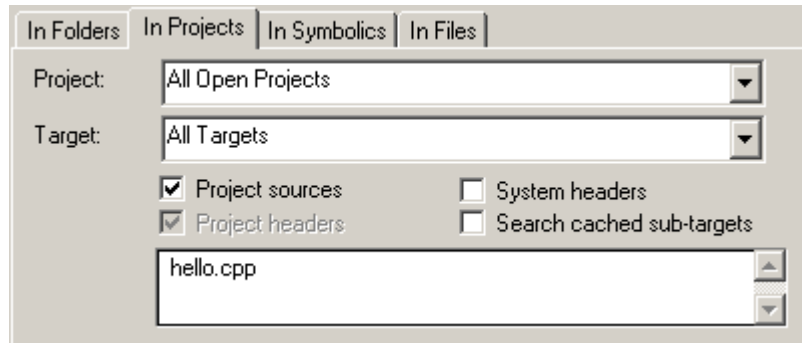 In Folders In Projects In Symbolics In Files
Project: All Open Projects
Target: All Targets
Project sources System headers
Project headers Search cached sub-targets
hello.cpp